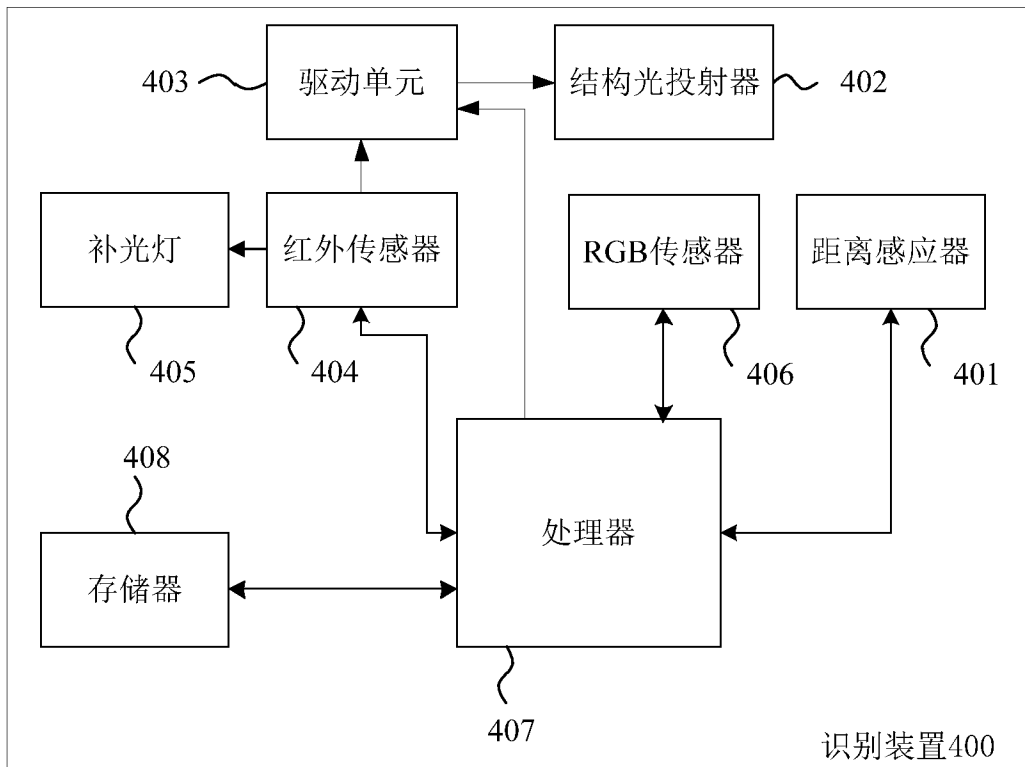 403
驱动单元
结构光投射器
402
补光灯
红外传感器
RGB传感器
距离感应器
405
404
406
401
408
存储器
处理器
407
识别装置400